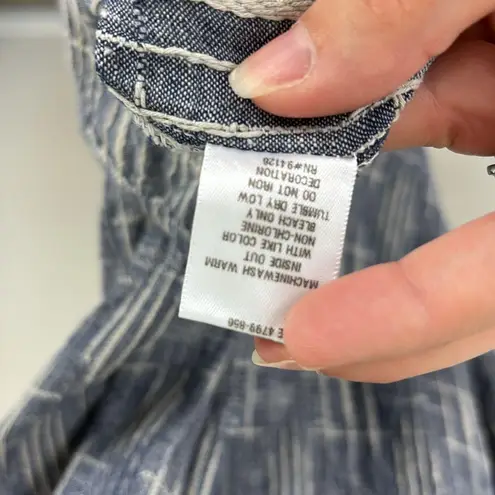 E 4799-856
MACHINEWASH WARM
INSIDE OUT
WITH LIKE COLOR
NON-CHLORINE
BLEACH ONLY
TUMBLE DRY LOW
DO NOT IRON
DECORATION
RN#94126